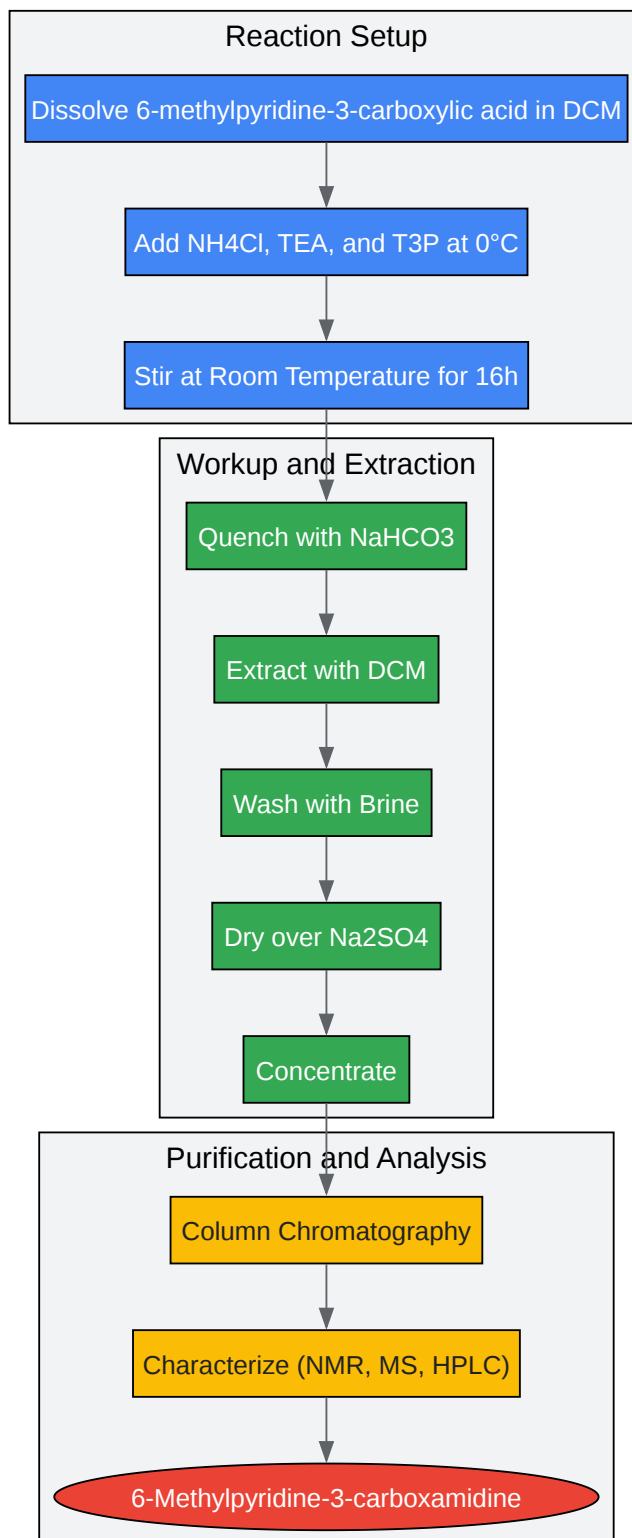 Reaction Setup
Dissolve 6-methylpyridine-3-carboxylic acid in DCM
Add NH4Cl, TEA, and T3P at 0°C
Stir at Room Temperature for 16h
Workup and Extraction
Quench with NaHCO3
Extract with DCM
Wash with Brine
Dry over Na2SO4
Concentrate
Purification and Analysis
Column Chromatography
Characterize (NMR, MS, HPLC)
6-Methylpyridine-3-carboxamidine